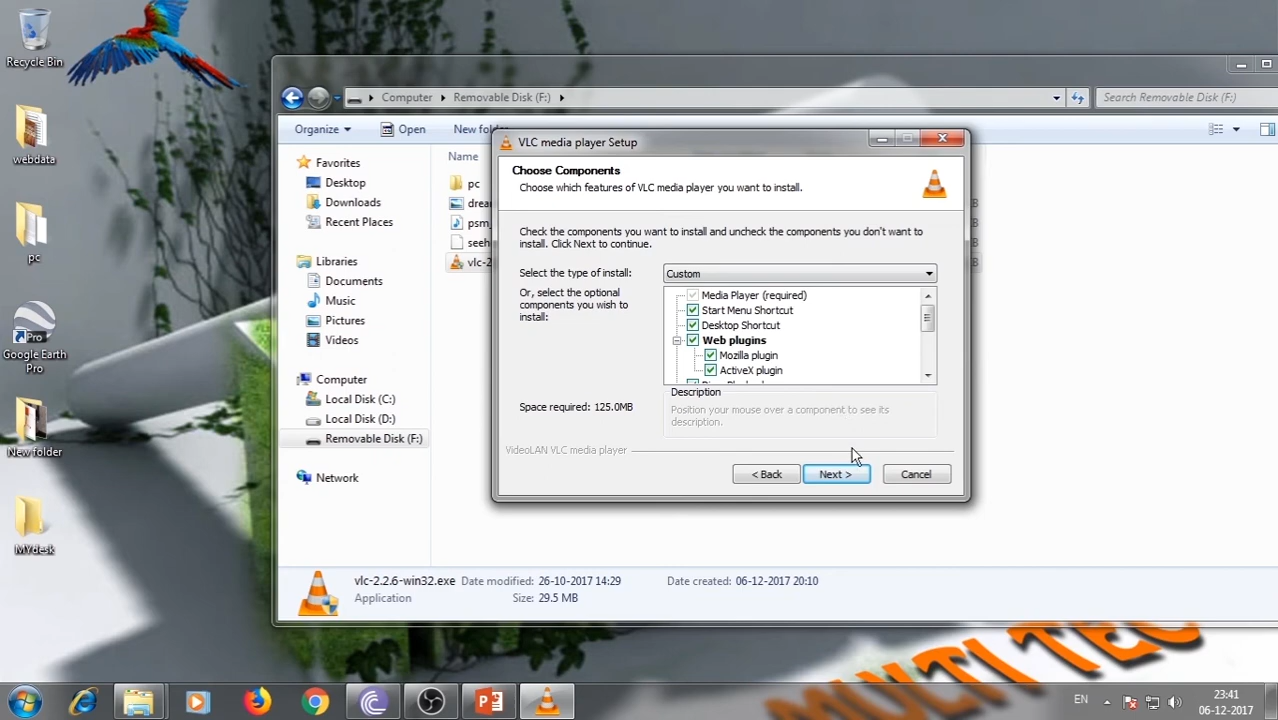 Recycle Bin
webdata
pc
Google Earth
Pro
New folder
MYdesk
Computer
Removable Disk (F:)
Search Removable Disk (F:)
Organize
Open
New folder
Favorites
Desktop
Downloads
Recent Places
Libraries
Documents
Music
Pictures
Videos
Computer
Local Disk (C:)
Local Disk (D:)
Removable Disk (F:)
Network
Name
pc
VLC media player Setup
Choose Components
Choose which features of VLC media player you want to install.
Check the components you want to install and uncheck the components you don't want to
install. Click Next to continue.
Select the type of install:
Custom
Or, select the optional
components you wish to
install:
Media Player (required)
Start Menu Shortcut
Desktop Shortcut
Web plugins
Mozilla plugin
ActiveX plugin
Space required: 125.0MB
Description
Position your mouse over a component to see its
description.
VideoLAN VLC media player
< Back
Next >
Cancel
vlc-2.2.6-win32.exe
Date modified: 26-10-2017 14:29
Date created: 06-12-2017 20:10
Application
Size: 29.5 MB
MULTI TEC
EN
23:41
06-12-2017